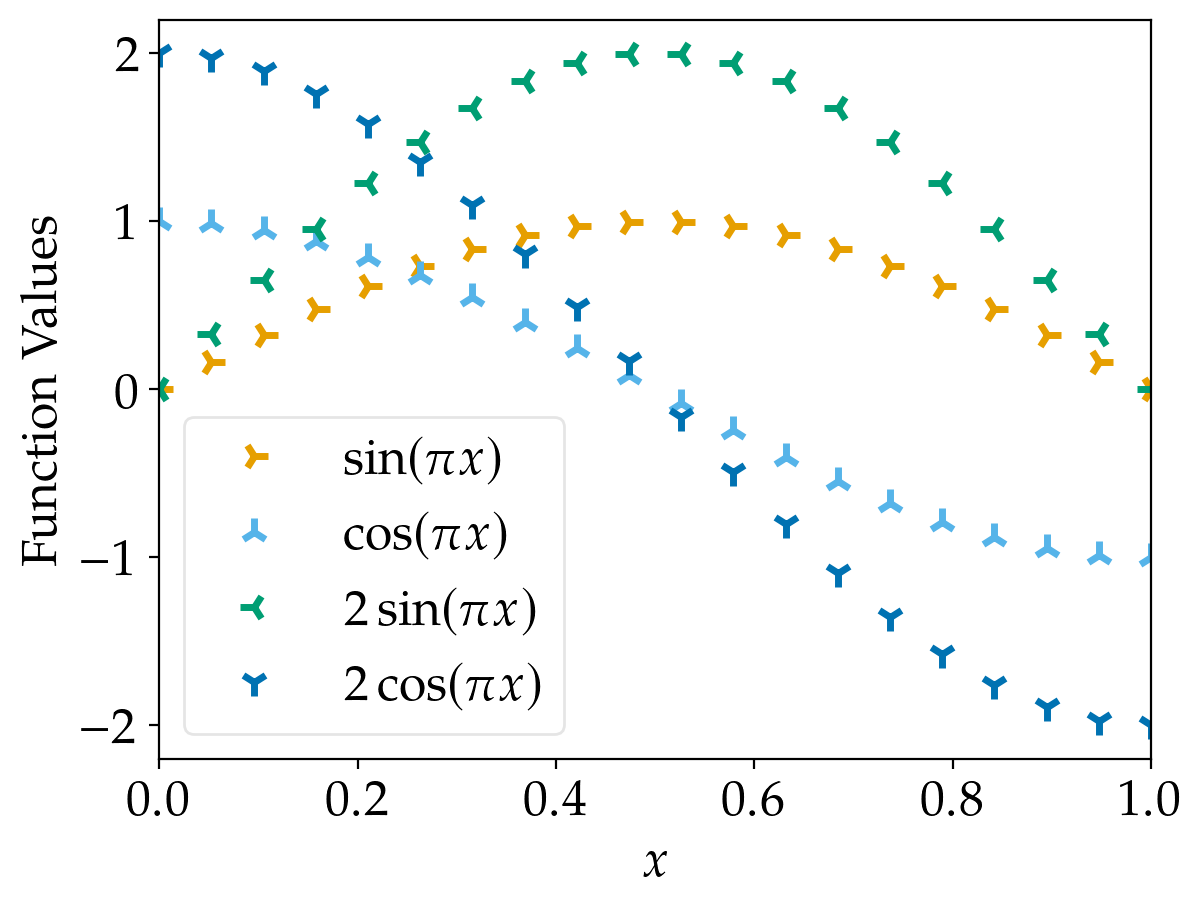 2
1
0
−1
−2
Function Values
sin(πx)
cos(πx)
2 sin(πx)
2 cos(πx)
0.0 0.2 0.4 0.6 0.8 1.0
x